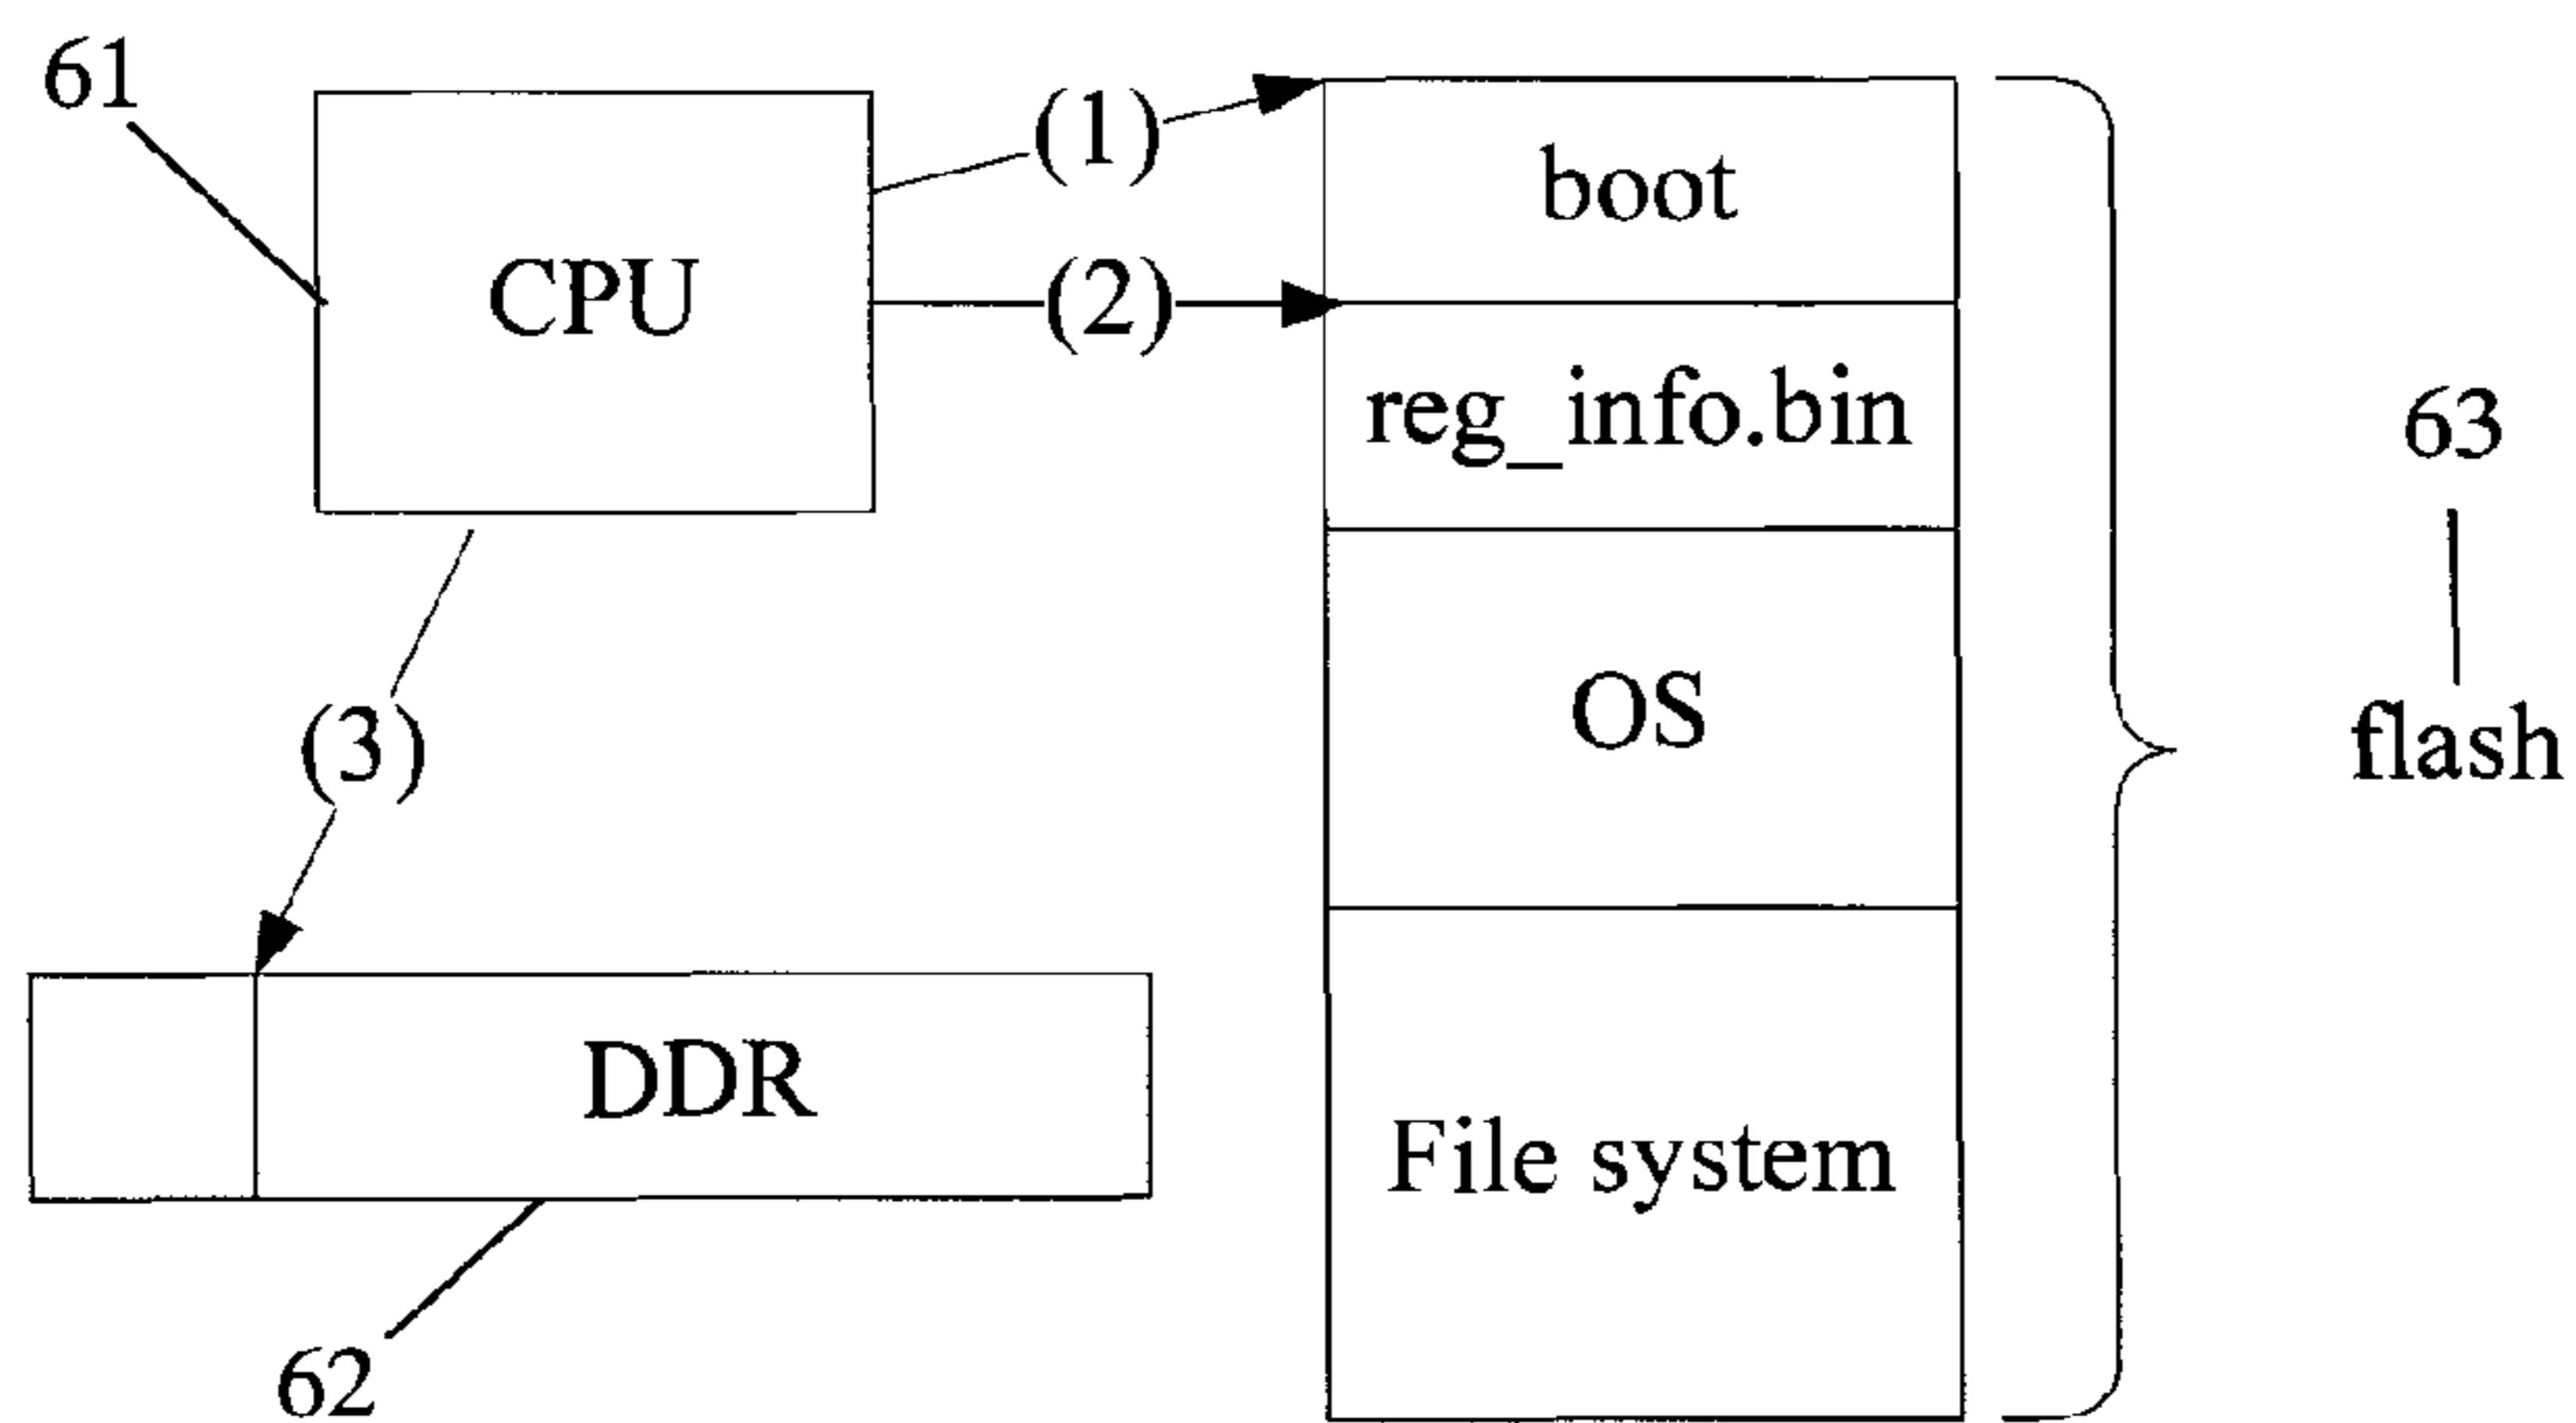 61
CPU
(1)
(2)
(3)
boot
reg_info.bin
OS
File system
63
flash
DDR
62